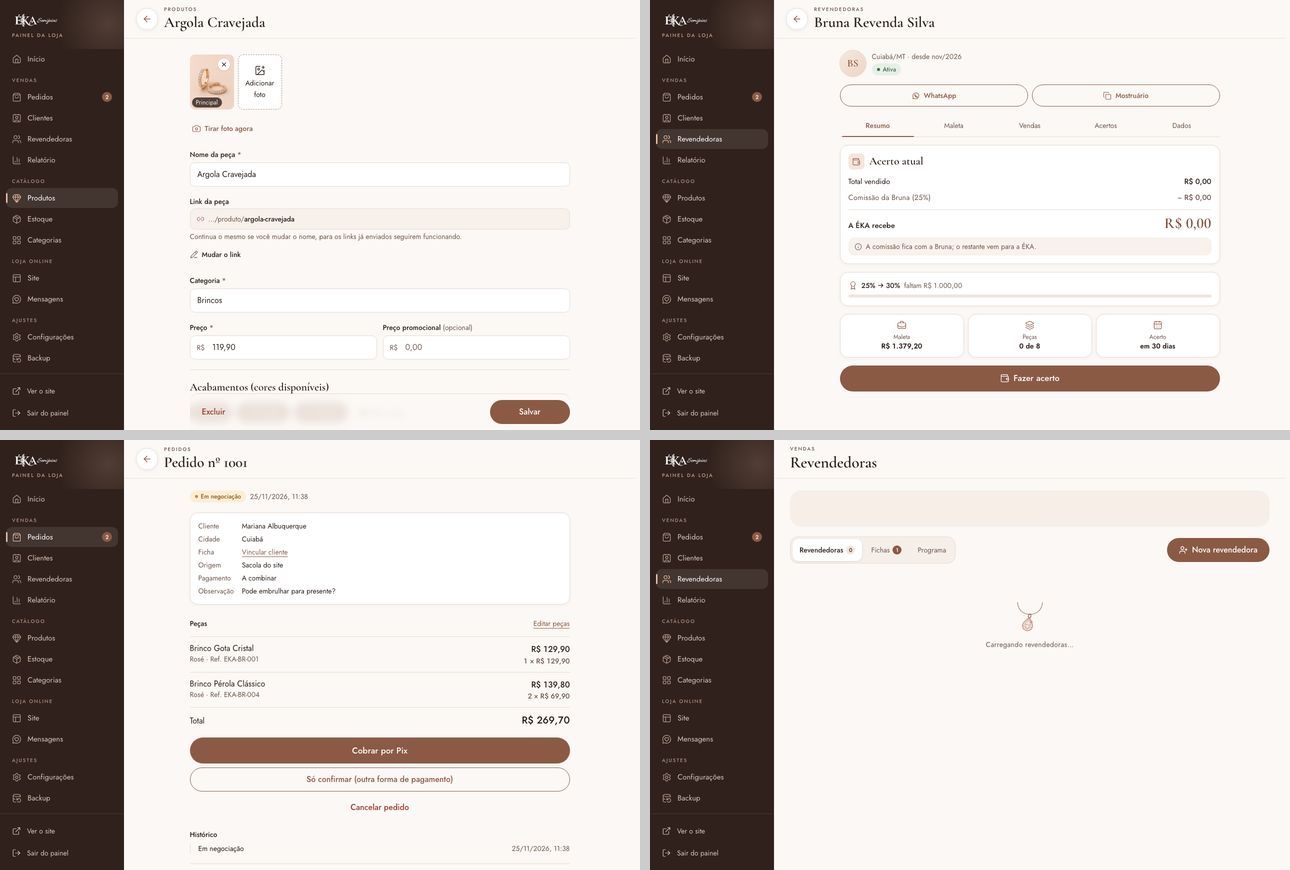 ÉKA Semijoias
PAINEL DA LOJA
Início
VENDAS
Pedidos 2
Clientes
Revendedoras
Relatório
CATÁLOGO
Produtos
Estoque
Categorias
LOJA ONLINE
Site
Mensagens
AJUSTES
Configurações
Backup
Ver o site
Sair do painel
PRODUTOS
Argola Cravejada
Principal
Adicionar
foto
Tirar foto agora
Nome da peça *
Argola Cravejada
Link da peça
.../produto/argola-cravejada
Continua o mesmo se você mudar o nome, para os links já enviados seguirem funcionando.
Mudar o link
Categoria *
Brincos
Preço *
Preço promocional (opcional)
R$ 119,90
R$ 0,00
Acabamentos (cores disponíveis)
Excluir
Salvar
ÉKA Semijoias
PAINEL DA LOJA
Início
VENDAS
Pedidos 2
Clientes
Revendedoras
Relatório
CATÁLOGO
Produtos
Estoque
Categorias
LOJA ONLINE
Site
Mensagens
AJUSTES
Configurações
Backup
Ver o site
Sair do painel
REVENDEDORAS
Bruna Revenda Silva
BS
Cuiabá/MT · desde nov/2026
Ativa
WhatsApp
Mostruário
Resumo
Maleta
Vendas
Acertos
Dados
Acerto atual
Total vendido R$ 0,00
Comissão da Bruna (25%) − R$ 0,00
A ÉKA recebe R$ 0,00
A comissão fica com a Bruna; o restante vem para a ÉKA.
25% → 30% faltam R$ 1.000,00
Maleta
R$ 1.379,20
Peças
0 de 8
Acerto
em 30 dias
Fazer acerto
ÉKA Semijoias
PAINEL DA LOJA
Início
VENDAS
Pedidos 2
Clientes
Revendedoras
Relatório
CATÁLOGO
Produtos
Estoque
Categorias
LOJA ONLINE
Site
Mensagens
AJUSTES
Configurações
Backup
Ver o site
Sair do painel
PEDIDOS
Pedido nº 1001
Em negociação 25/11/2026, 11:38
Cliente Mariana Albuquerque
Cidade Cuiabá
Ficha Vincular cliente
Origem Sacola do site
Pagamento A combinar
Observação Pode embrulhar para presente?
Peças Editar peças
Brinco Gota Cristal R$ 129,90
Rosé · Ref. EKA-BR-001 1 × R$ 129,90
Brinco Pérola Clássico R$ 139,80
Rosé · Ref. EKA-BR-004 2 × R$ 69,90
Total R$ 269,70
Cobrar por Pix
Só confirmar (outra forma de pagamento)
Cancelar pedido
Histórico
Em negociação 25/11/2026, 11:38
ÉKA Semijoias
PAINEL DA LOJA
Início
VENDAS
Pedidos 2
Clientes
Revendedoras
Relatório
CATÁLOGO
Produtos
Estoque
Categorias
LOJA ONLINE
Site
Mensagens
AJUSTES
Configurações
Backup
Ver o site
Sair do painel
VENDAS
Revendedoras
Revendedoras 0
Fichas 1
Programa
Nova revendedora
Carregando revendedoras...